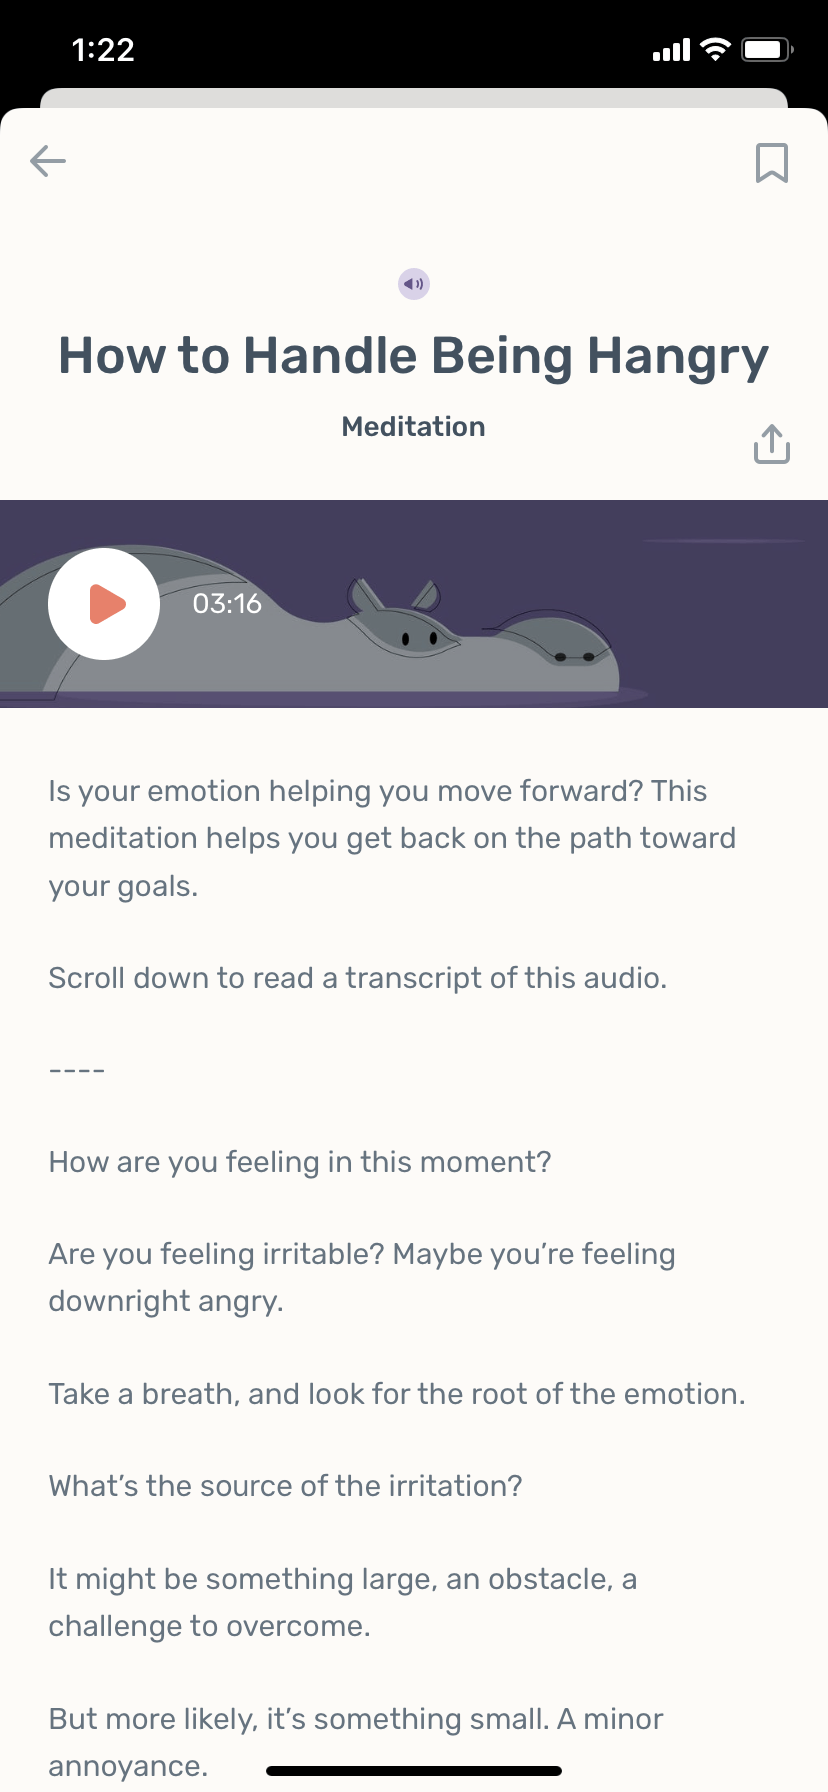 1:22
How to Handle Being Hangry
Meditation
03:16
Is your emotion helping you move forward? This
meditation helps you get back on the path toward
your goals.
Scroll down to read a transcript of this audio.
----
How are you feeling in this moment?
Are you feeling irritable? Maybe you’re feeling
downright angry.
Take a breath, and look for the root of the emotion.
What’s the source of the irritation?
It might be something large, an obstacle, a
challenge to overcome.
But more likely, it’s something small. A minor
annoyance.